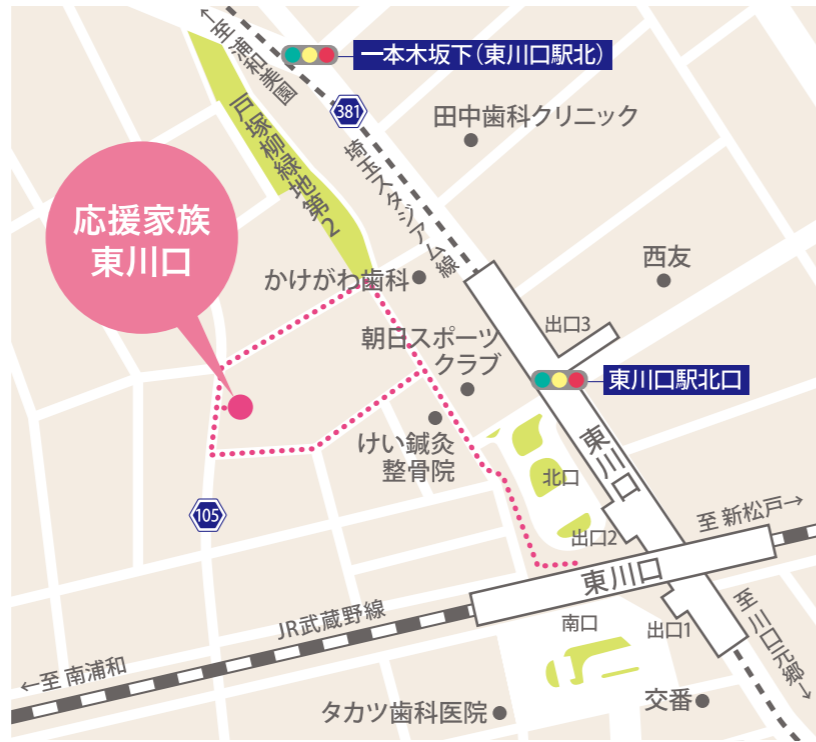 ←至浦和美園
一本木坂下(東川口駅北)
381
田中歯科クリニック
戸塚柳緑地第2
埼玉スタジアム線
応援家族
東川口
かけがわ歯科
西友
出口3
朝日スポーツ
クラブ
東川口駅北口
けい鍼灸
整骨院
東川口
北口
105
出口2
至 新松戸→
東川口
JR武蔵野線
南口
出口1
至川口元郷→
←至 南浦和
タカツ歯科医院
交番